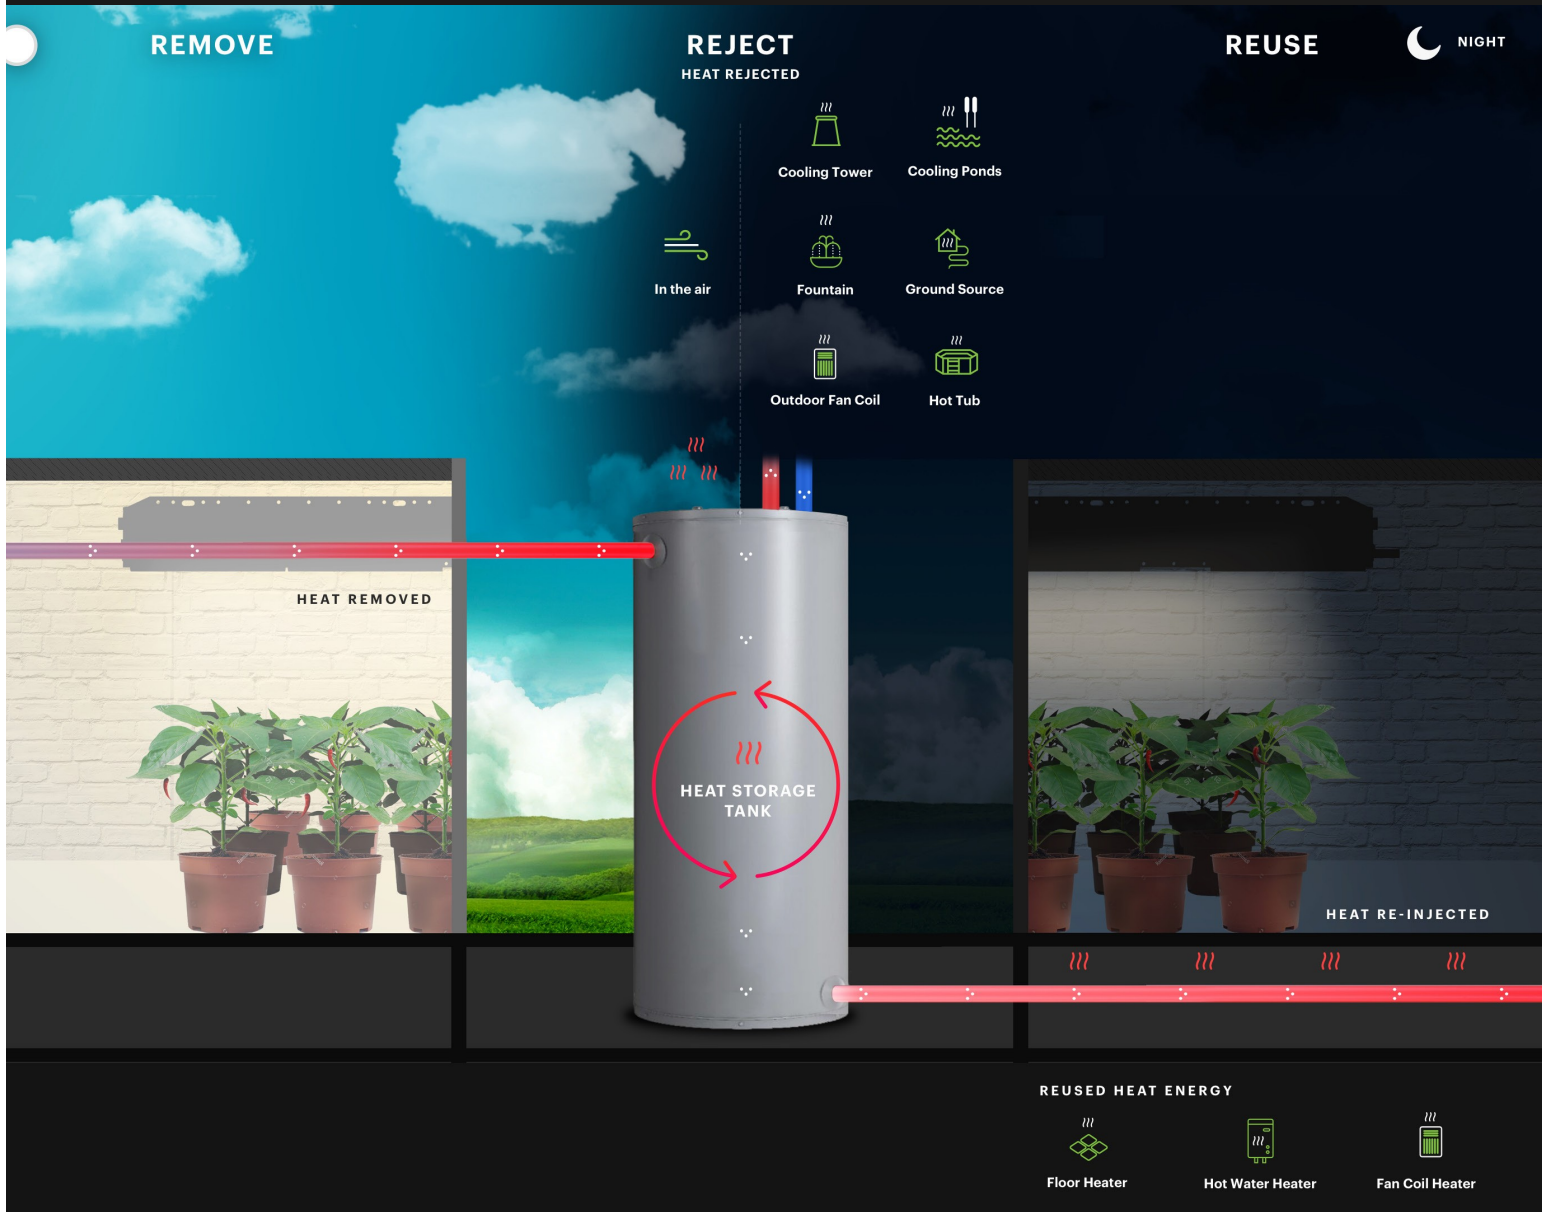 REMOVE
REJECT
REUSE
NIGHT
HEAT REJECTED
Cooling Tower
Cooling Ponds
In the air
Fountain
Ground Source
Outdoor Fan Coil
Hot Tub
HEAT REMOVED
HEAT STORAGE
TANK
HEAT RE-INJECTED
REUSED HEAT ENERGY
Floor Heater
Hot Water Heater
Fan Coil Heater